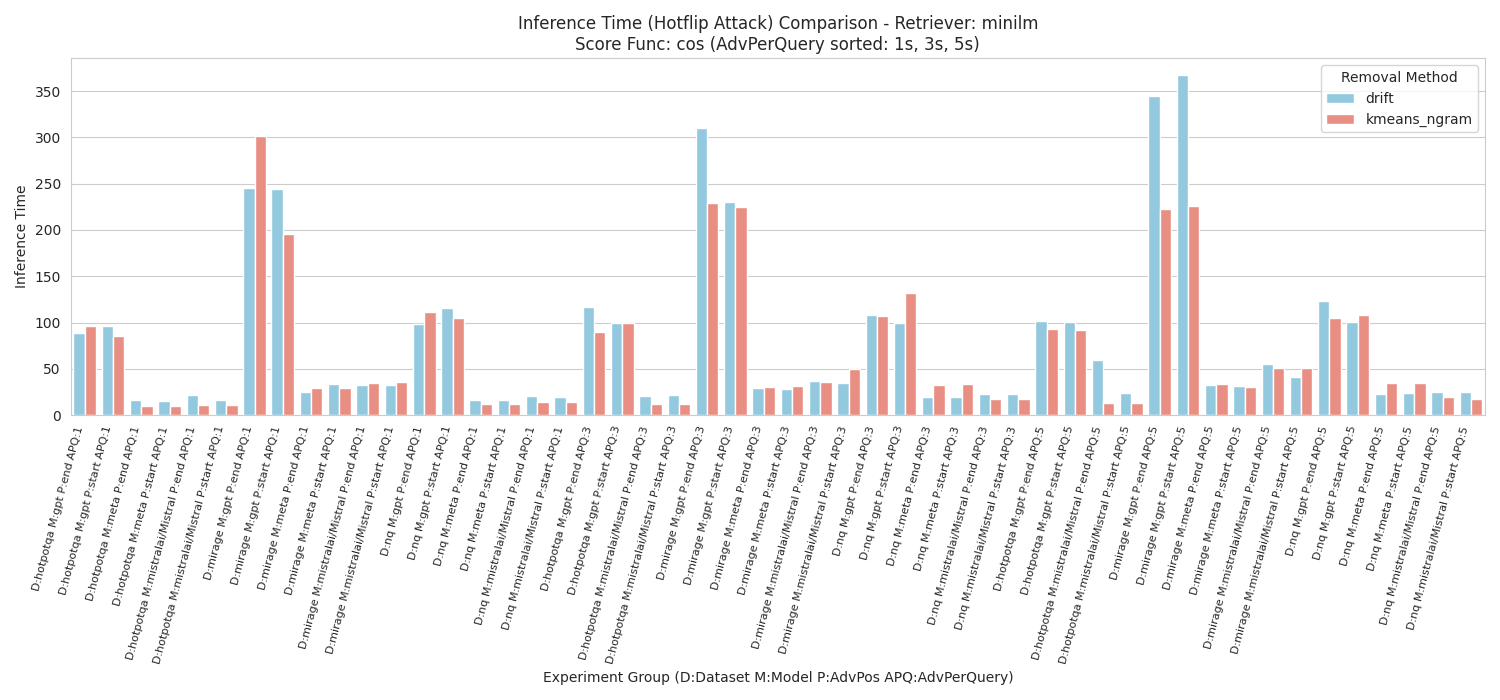 Inference Time (Hotflip Attack) Comparison - Retriever: minilm
Score Func: cos (AdvPerQuery sorted: 1s, 3s, 5s)
Removal Method
drift
kmeans_ngram
Inference Time
350
300
250
200
150
100
50
0
D:hotpotqa M:gpt P:end APQ:1
D:hotpotqa M:gpt P:start APQ:1
D:hotpotqa M:meta P:end APQ:1
D:hotpotqa M:meta P:start APQ:1
D:hotpotqa M:mistralai/Mistral P:end APQ:1
D:hotpotqa M:mistralai/Mistral P:start APQ:1
D:mirage M:gpt P:end APQ:1
D:mirage M:gpt P:start APQ:1
D:mirage M:meta P:end APQ:1
D:mirage M:meta P:start APQ:1
D:mirage M:mistralai/Mistral P:end APQ:1
D:mirage M:mistralai/Mistral P:start APQ:1
D:nq M:gpt P:end APQ:1
D:nq M:gpt P:start APQ:1
D:nq M:meta P:end APQ:1
D:nq M:meta P:start APQ:1
D:nq M:mistralai/Mistral P:end APQ:1
D:nq M:mistralai/Mistral P:start APQ:1
D:hotpotqa M:gpt P:end APQ:3
D:hotpotqa M:gpt P:start APQ:3
D:hotpotqa M:mistralai/Mistral P:end APQ:3
D:hotpotqa M:mistralai/Mistral P:start APQ:3
D:mirage M:gpt P:end APQ:3
D:mirage M:gpt P:start APQ:3
D:mirage M:meta P:end APQ:3
D:mirage M:meta P:start APQ:3
D:mirage M:mistralai/Mistral P:end APQ:3
D:mirage M:mistralai/Mistral P:start APQ:3
D:nq M:gpt P:end APQ:3
D:nq M:gpt P:start APQ:3
D:nq M:meta P:end APQ:3
D:nq M:meta P:start APQ:3
D:nq M:mistralai/Mistral P:end APQ:3
D:nq M:mistralai/Mistral P:start APQ:3
D:hotpotqa M:gpt P:end APQ:5
D:hotpotqa M:gpt P:start APQ:5
D:hotpotqa M:mistralai/Mistral P:end APQ:5
D:hotpotqa M:mistralai/Mistral P:start APQ:5
D:mirage M:gpt P:end APQ:5
D:mirage M:gpt P:start APQ:5
D:mirage M:meta P:end APQ:5
D:mirage M:meta P:start APQ:5
D:mirage M:mistralai/Mistral P:end APQ:5
D:mirage M:mistralai/Mistral P:start APQ:5
D:nq M:gpt P:end APQ:5
D:nq M:gpt P:start APQ:5
D:nq M:meta P:end APQ:5
D:nq M:meta P:start APQ:5
D:nq M:mistralai/Mistral P:end APQ:5
D:nq M:mistralai/Mistral P:start APQ:5
Experiment Group (D:Dataset M:Model P:AdvPos APQ:AdvPerQuery)